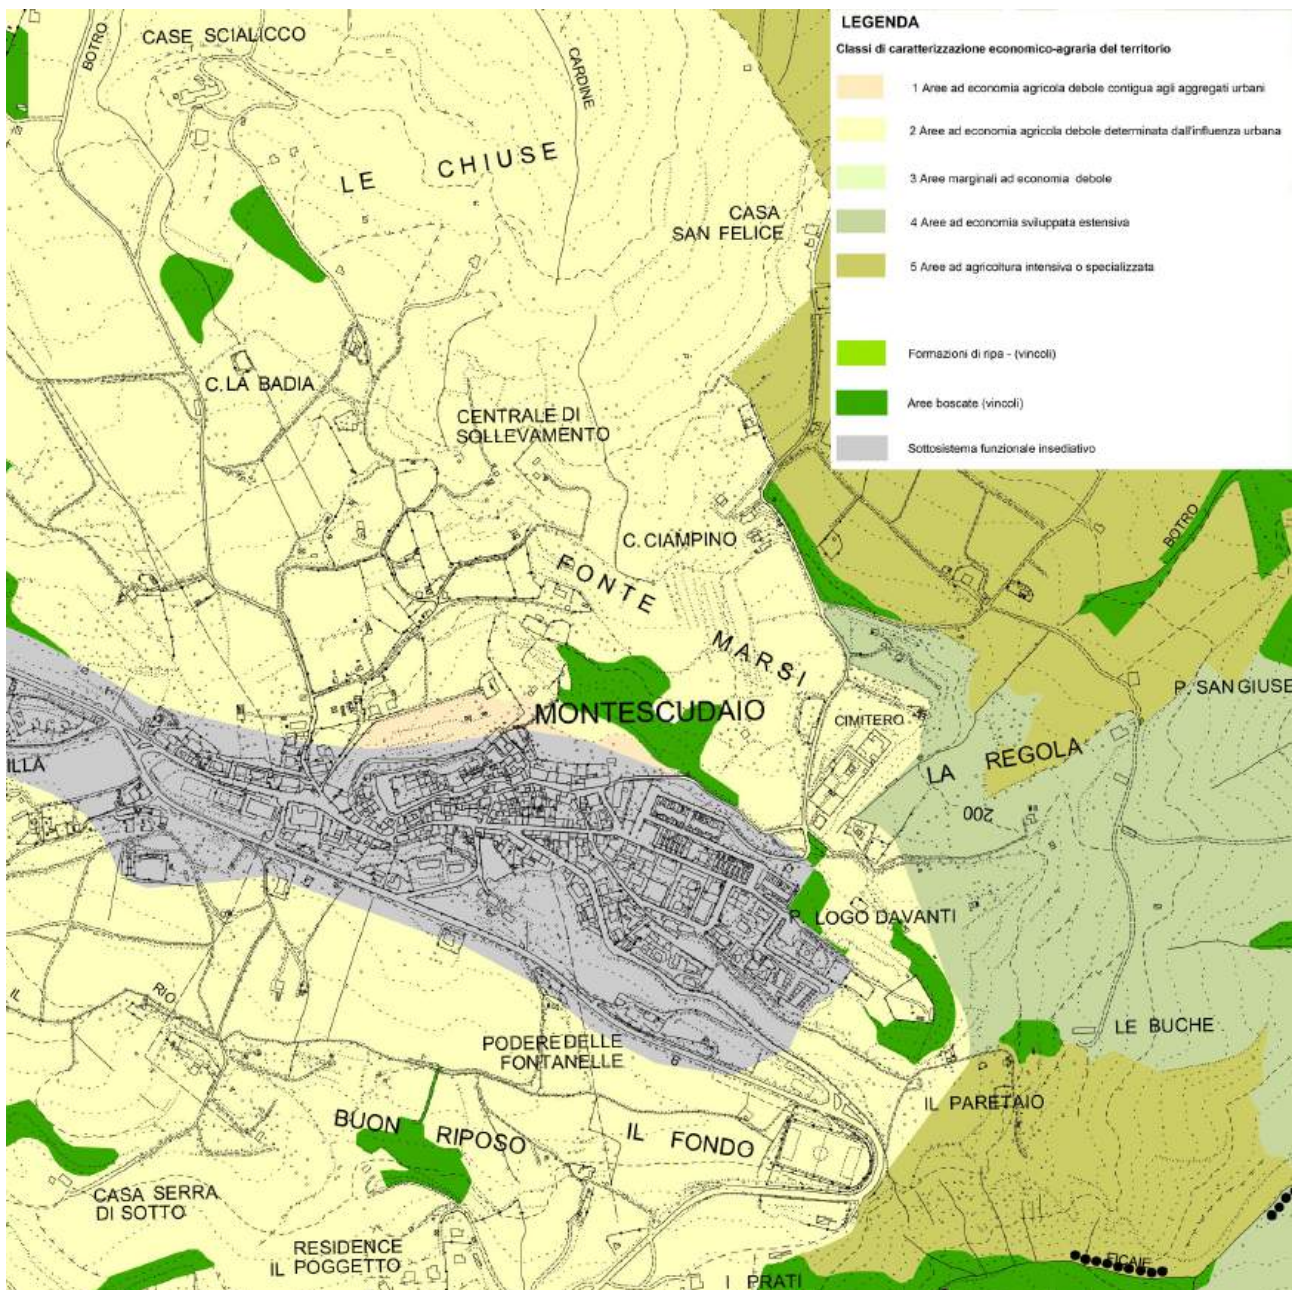 LEGENDA
Classi di caratterizzazione economico-agraria del territorio
1 Aree ad economia agricola debole contigua agli aggregati urbani
2 Aree ad economia agricola debole determinata dall'influenza urbana
3 Aree marginali ad economia debole
4 Aree ad economia sviluppata estensiva
5 Aree ad agricoltura intensiva o specializzata
Formazioni di ripa - (vincoli)
Aree boscate (vincoli)
Sottosistema funzionale insediativo
CASE SCIALICCO
BOTRO
CARDINE
LE CHIUSE
CASA
SAN FELICE
C. LA BADIA
CENTRALE DI
SOLLEVAMENTO
C. CIAMPINO
BOTRO
FONTE
MARSI
P. SAN GIUSE
MONTESCUDAIO
CIMITERO
ILLA
LA REGOLA
200
P. LOGO DAVANTI
IL
RIO
LE BUCHE
PODERE DELLE
FONTANELLE
IL PARETAIO
BUON RIPOSO
IL FONDO
CASA SERRA
DI SOTTO
RESIDENCE
IL POGGETTO
I PRATI
FICAIE